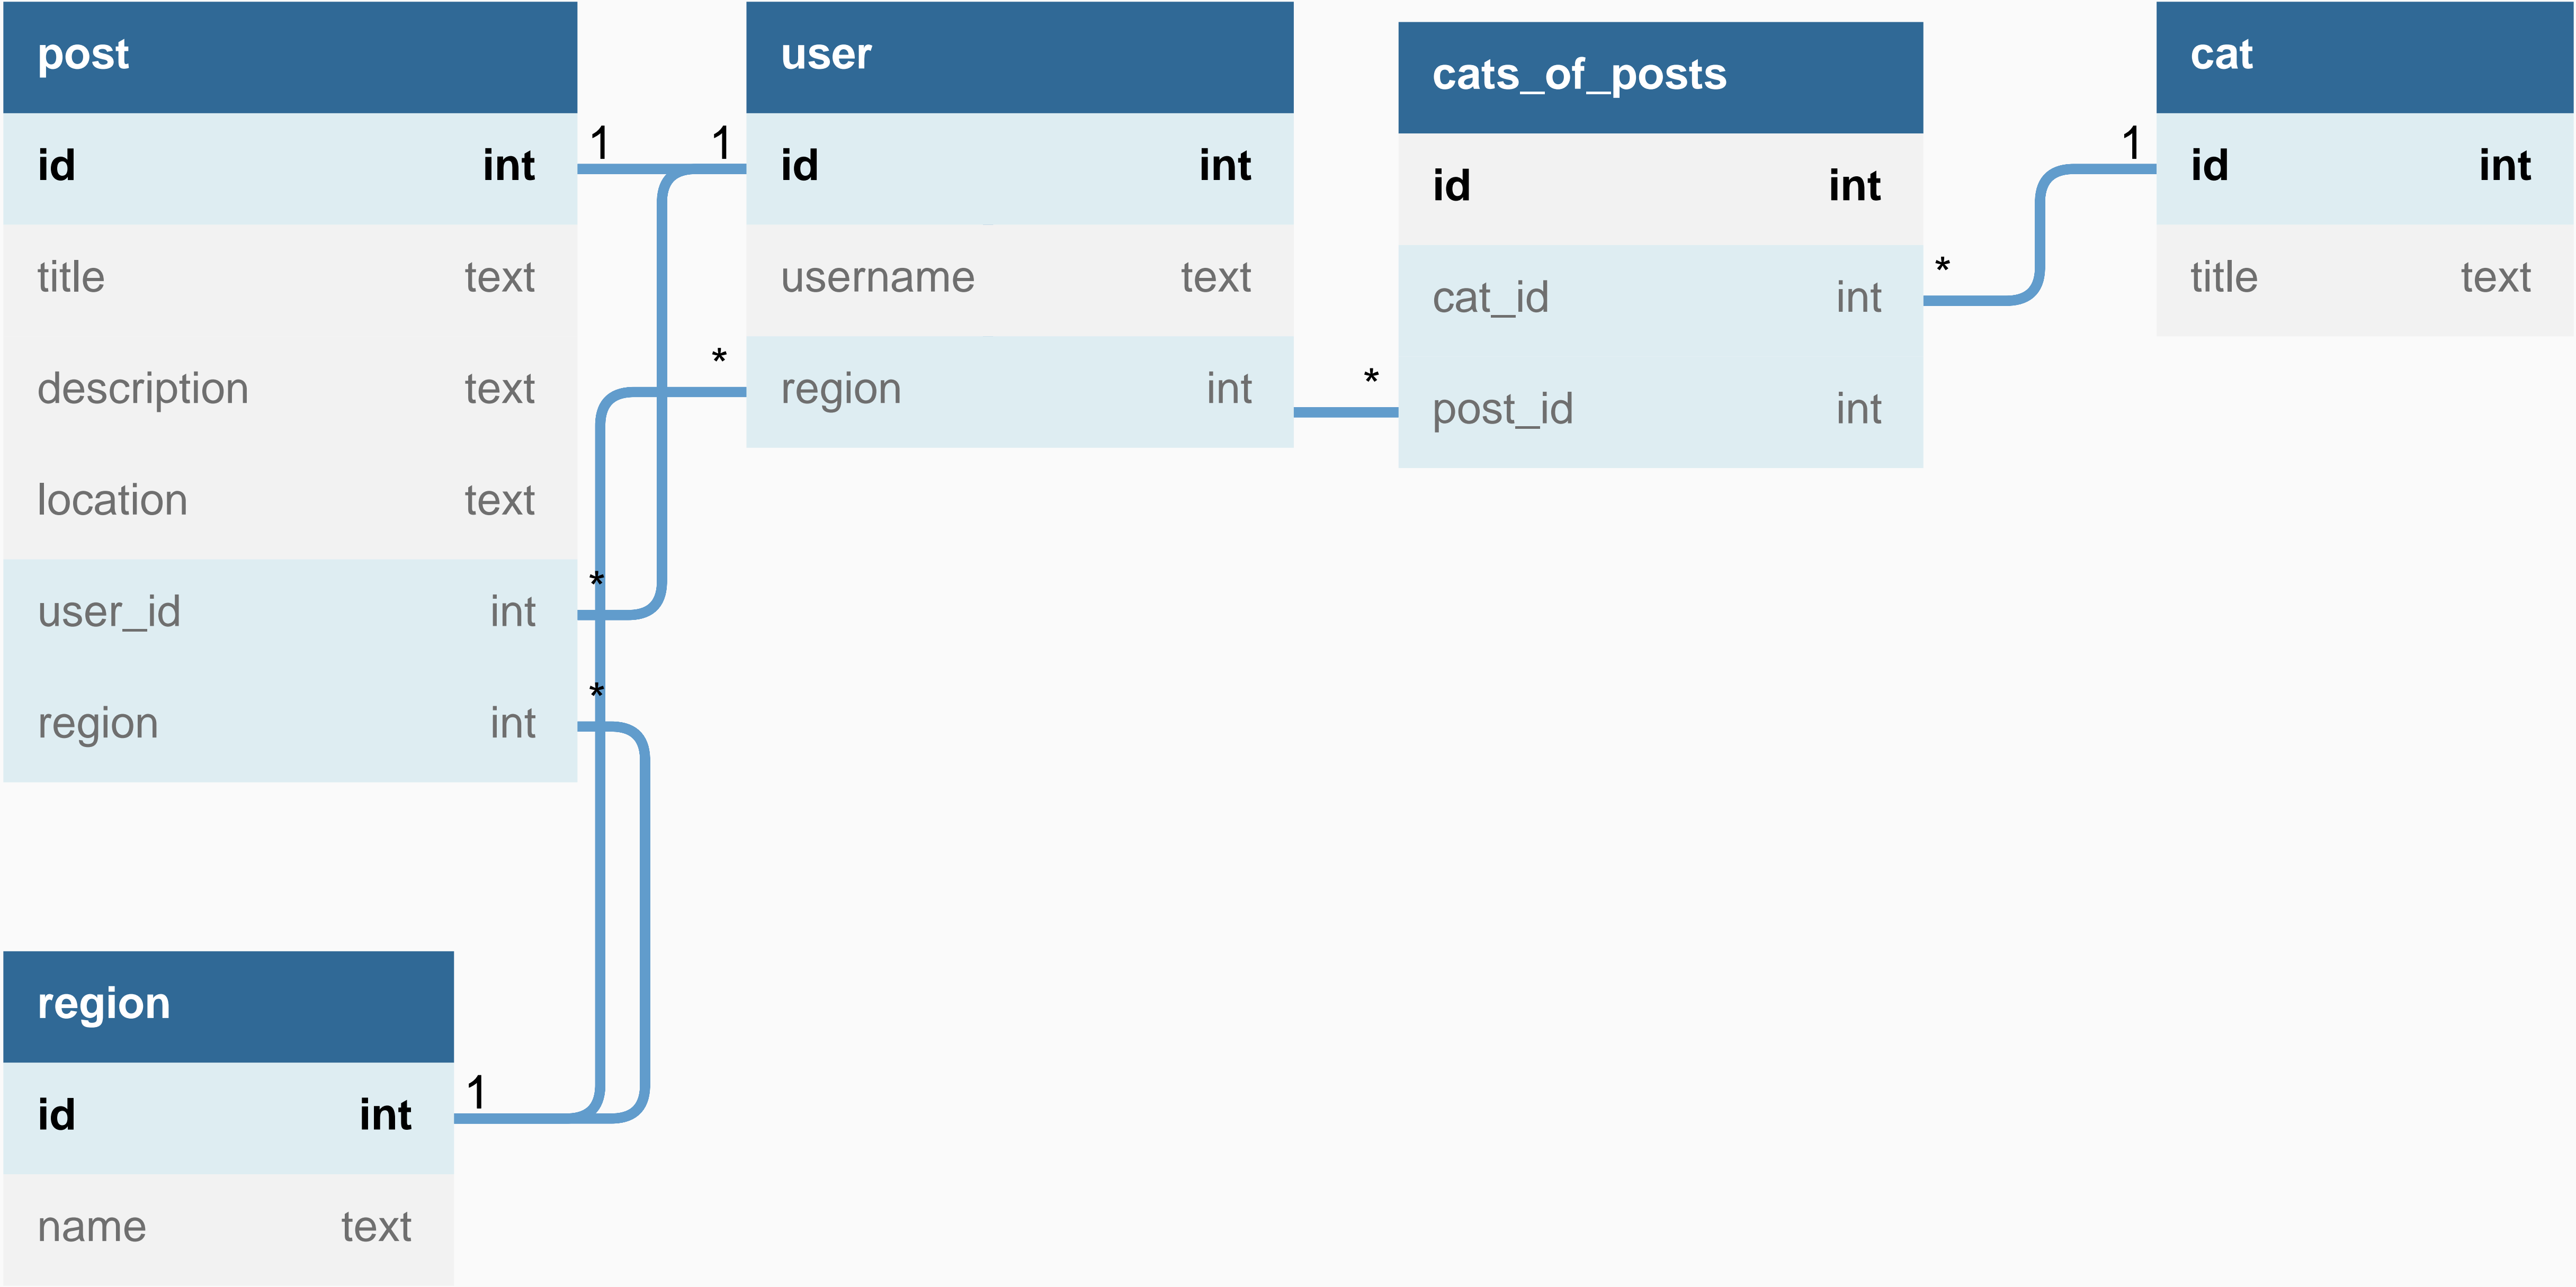 post
id int
title text
description text
location text
user_id int
region int
1
*
*
user
id int
username text
region int
1
*
cats_of_posts
id int
cat_id int
post_id int
*
*
cat
id int
title text
1
region
id int
name text
1